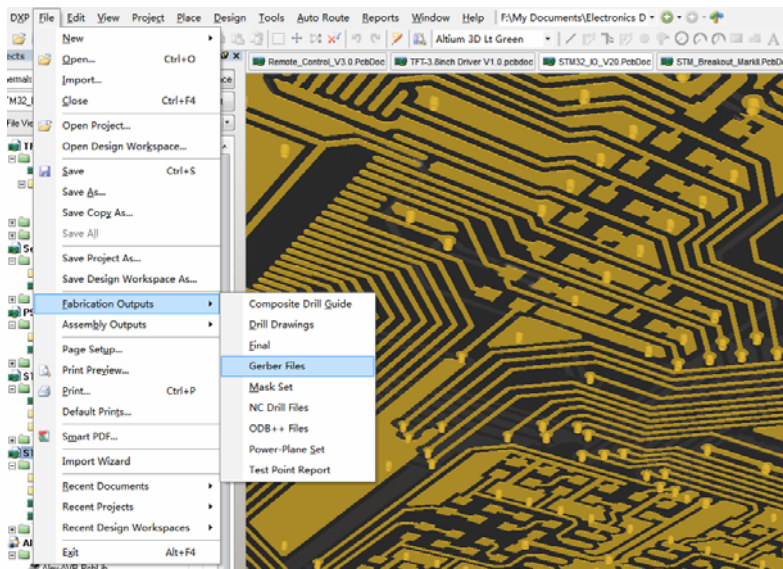 DXP File Edit View Project Place Design Tools Auto Route Reports Window Help F:\My Documents\Electronics D
Altium 3D Lt Green
Remote_Control_V3.0.PcbDoc TFT-3.8inch Driver V1.0.pcbdoc STM32_IO_V20.PcbDoc STM_Breakout_MarkII.PcbD
New
Open... Ctrl+O
Import...
Close Ctrl+F4
Open Project...
Open Design Workspace...
Save Ctrl+S
Save As...
Save Copy As...
Save All
Save Project As...
Save Design Workspace As...
Fabrication Outputs
Assembly Outputs
Page Setup...
Print Preview...
Print... Ctrl+P
Default Prints...
Smart PDF...
Import Wizard
Recent Documents
Recent Projects
Recent Design Workspaces
Exit Alt+F4
Composite Drill Guide
Drill Drawings
Final
Gerber Files
Mask Set
NC Drill Files
ODB++ Files
Power-Plane Set
Test Point Report